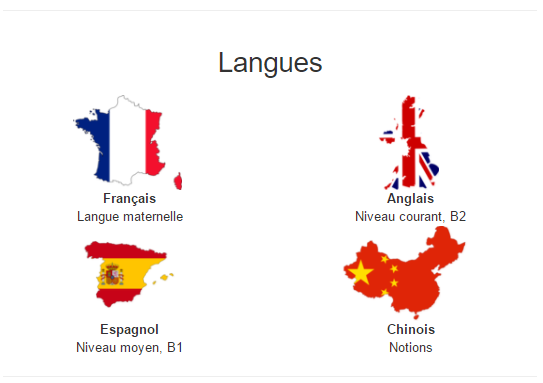 Langues
Français
Langue maternelle
Anglais
Niveau courant, B2
Espagnol
Niveau moyen, B1
Chinois
Notions